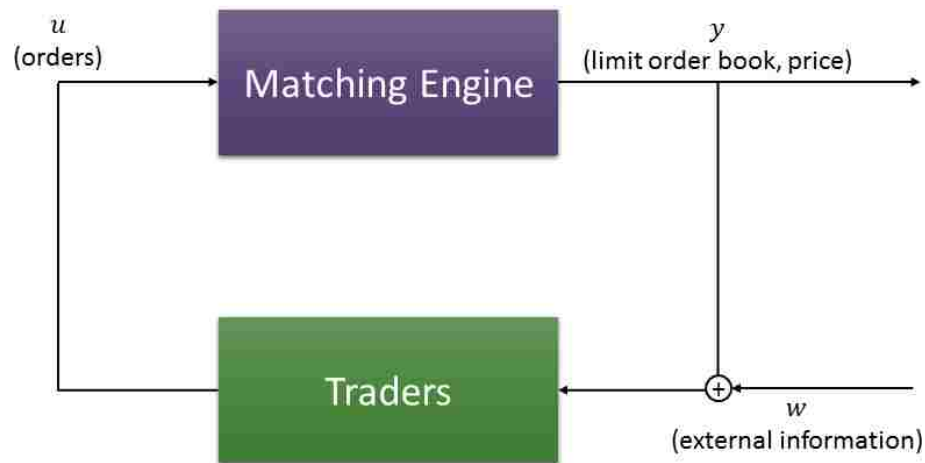 u
(orders)
Matching Engine
y
(limit order book, price)
Traders
+
w
(external information)